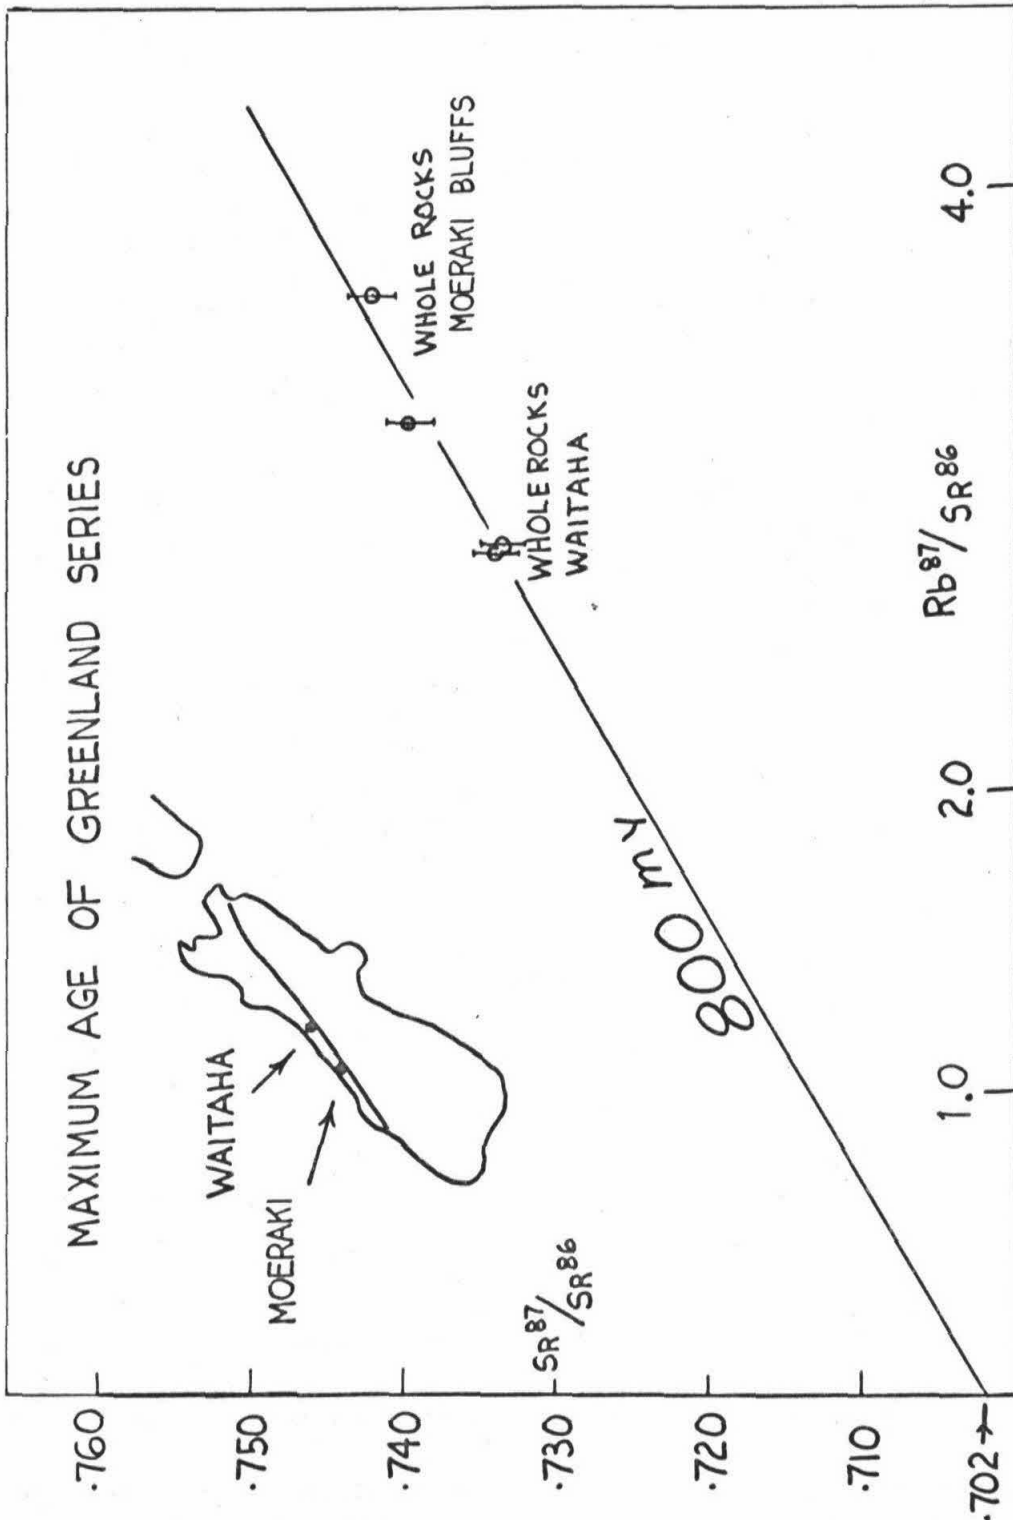 MAXIMUM AGE OF GREENLAND SERIES
.760
.750
.740
.730
.720
.710
.702→
SR87/SR86
WAITAHA
MOERAKI
WHOLE ROCKS
MOERAKI BLUFFS
WHOLE ROCKS
WAITAHA
800 my
1.0
2.0
4.0
Rb87/SR86